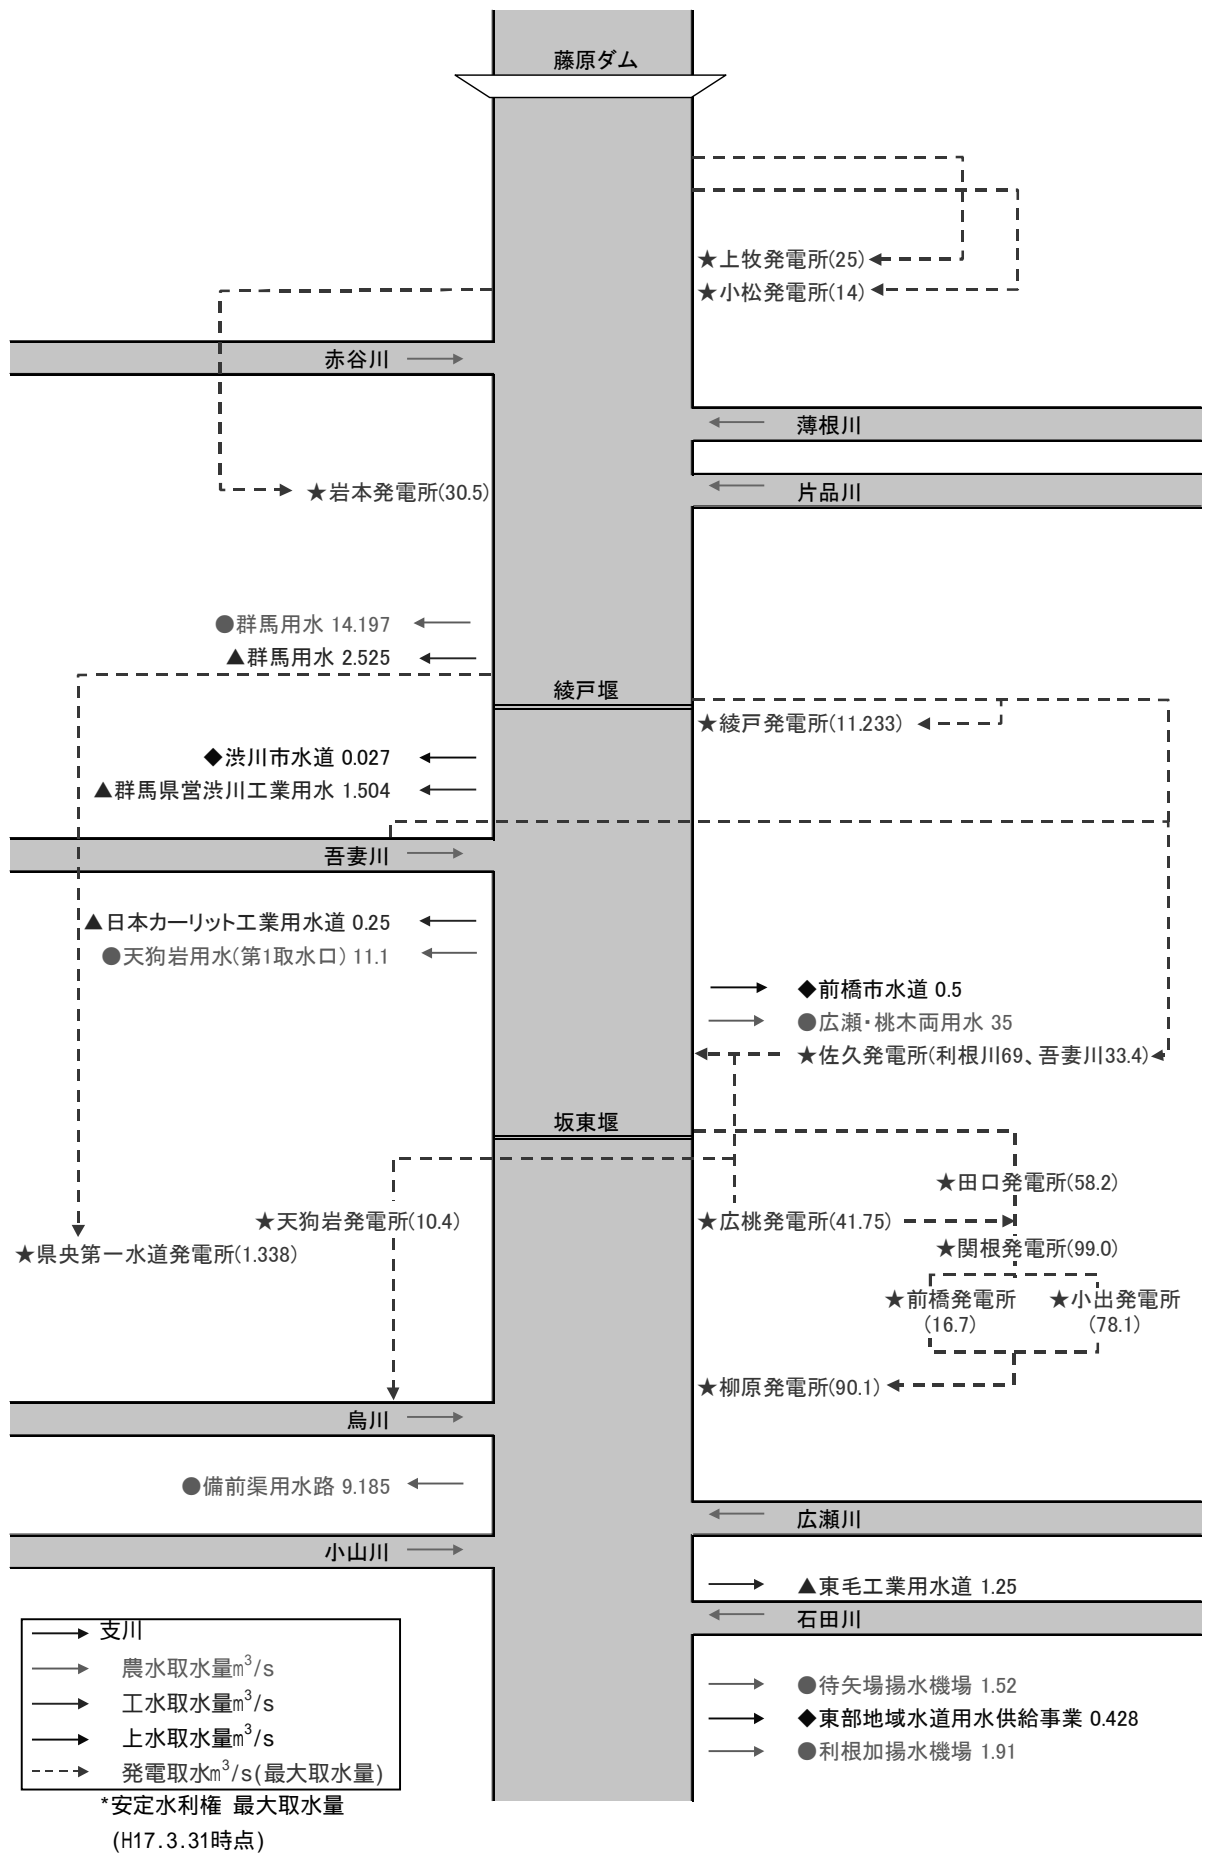 藤原ダム
★上牧発電所(25)
★小松発電所(14)
赤谷川
薄根川
★岩本発電所(30.5)
片品川
●群馬用水 14.197
▲群馬用水 2.525
綾戸堰
★綾戸発電所(11.233)
◆渋川市水道 0.027
▲群馬県営渋川工業用水 1.504
吾妻川
▲日本カーリット工業用水道 0.25
●天狗岩用水(第1取水口) 11.1
◆前橋市水道 0.5
●広瀬・桃木両用水 35
★佐久発電所(利根川69、吾妻川33.4)
坂東堰
★田口発電所(58.2)
★天狗岩発電所(10.4)
★広桃発電所(41.75)
★県央第一水道発電所(1.338)
★関根発電所(99.0)
★前橋発電所
(16.7)
★小出発電所
(78.1)
★柳原発電所(90.1)
烏川
●備前渠用水路 9.185
広瀬川
小山川
▲東毛工業用水道 1.25
石田川
●待矢場揚水機場 1.52
◆東部地域水道用水供給事業 0.428
●利根加揚水機場 1.91
支川
農水取水量m³/s
工水取水量m³/s
上水取水量m³/s
発電取水m³/s(最大取水量)
*安定水利権 最大取水量
(H17.3.31時点)